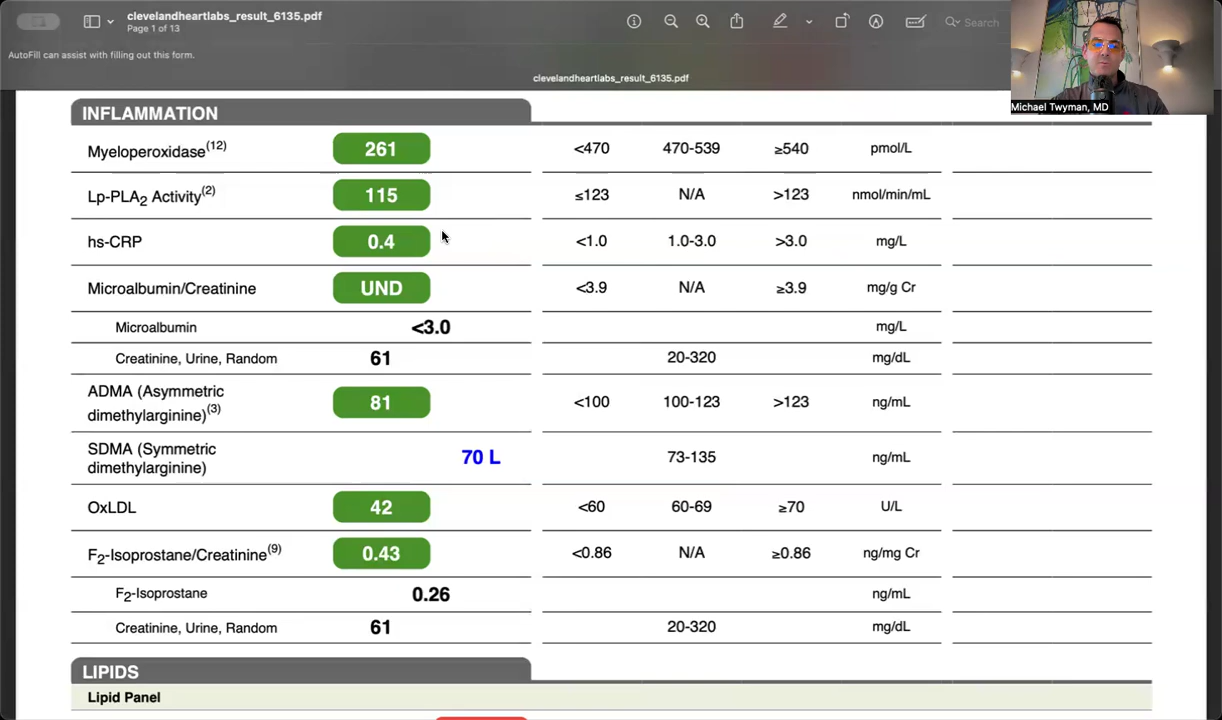 clevelandheartlabs_result_6135.pdf
Page 1 of 13
Search
AutoFill can assist with filling out this form.
clevelandheartlabs_result_6135.pdf
Michael Twyman, MD
INFLAMMATION
Myeloperoxidase(12) 261 <470 470-539 ≥540 pmol/L
Lp-PLA2 Activity(2) 115 ≤123 N/A >123 nmol/min/mL
hs-CRP 0.4 <1.0 1.0-3.0 >3.0 mg/L
Microalbumin/Creatinine UND <3.9 N/A ≥3.9 mg/g Cr
Microalbumin <3.0 mg/L
Creatinine, Urine, Random 61 20-320 mg/dL
ADMA (Asymmetric
dimethylarginine)(3) 81 <100 100-123 >123 ng/mL
SDMA (Symmetric
dimethylarginine) 70 L 73-135 ng/mL
OxLDL 42 <60 60-69 ≥70 U/L
F2-Isoprostane/Creatinine(9) 0.43 <0.86 N/A ≥0.86 ng/mg Cr
F2-Isoprostane 0.26 ng/mL
Creatinine, Urine, Random 61 20-320 mg/dL
LIPIDS
Lipid Panel